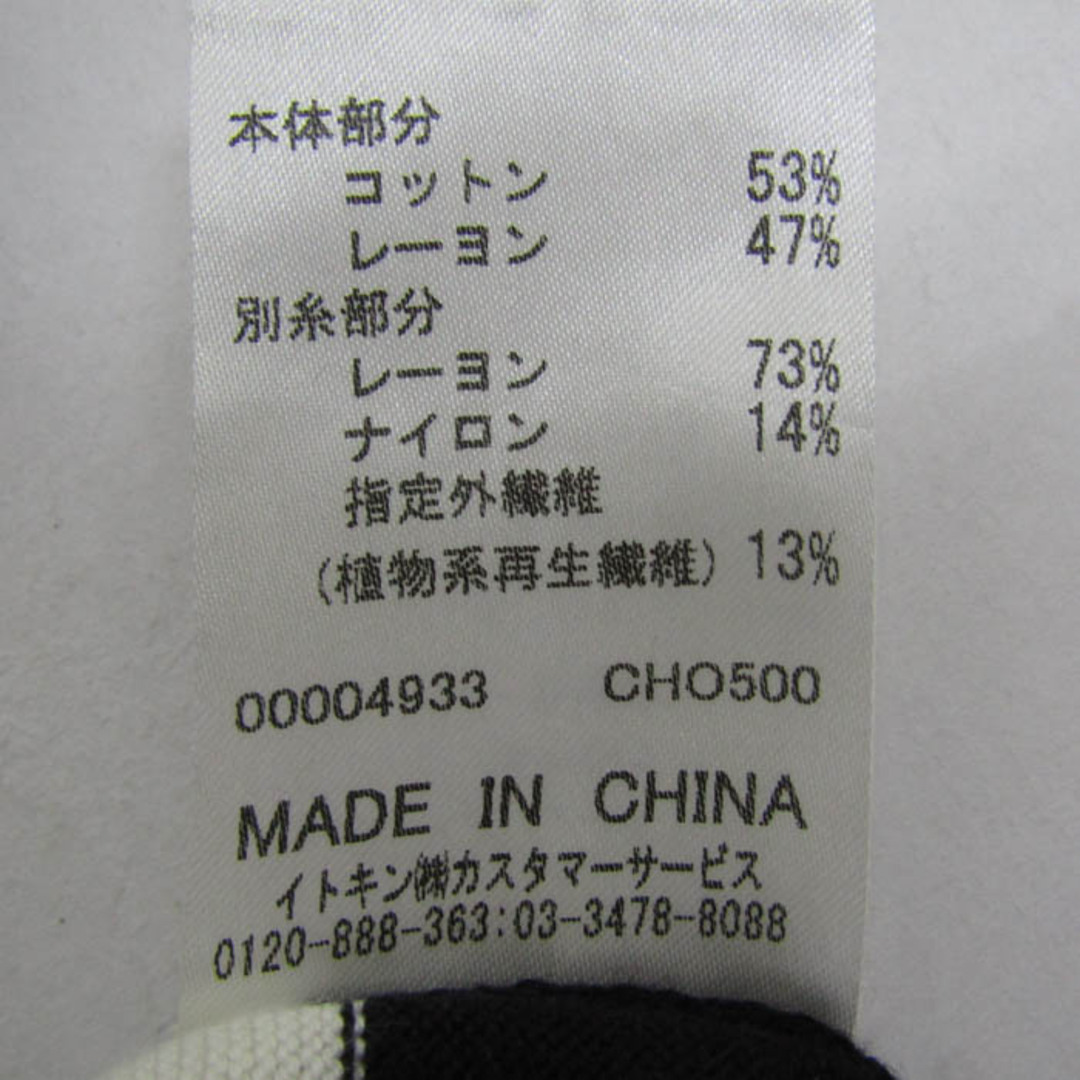 本体部分
コットン 53%
レーヨン 47%
別糸部分
レーヨン 73%
ナイロン 14%
指定外繊維
(植物系再生繊維) 13%
00004933 CHO500
MADE IN CHINA
イトキン㈱カスタマーサービス
0120-888-363:03-3478-8088